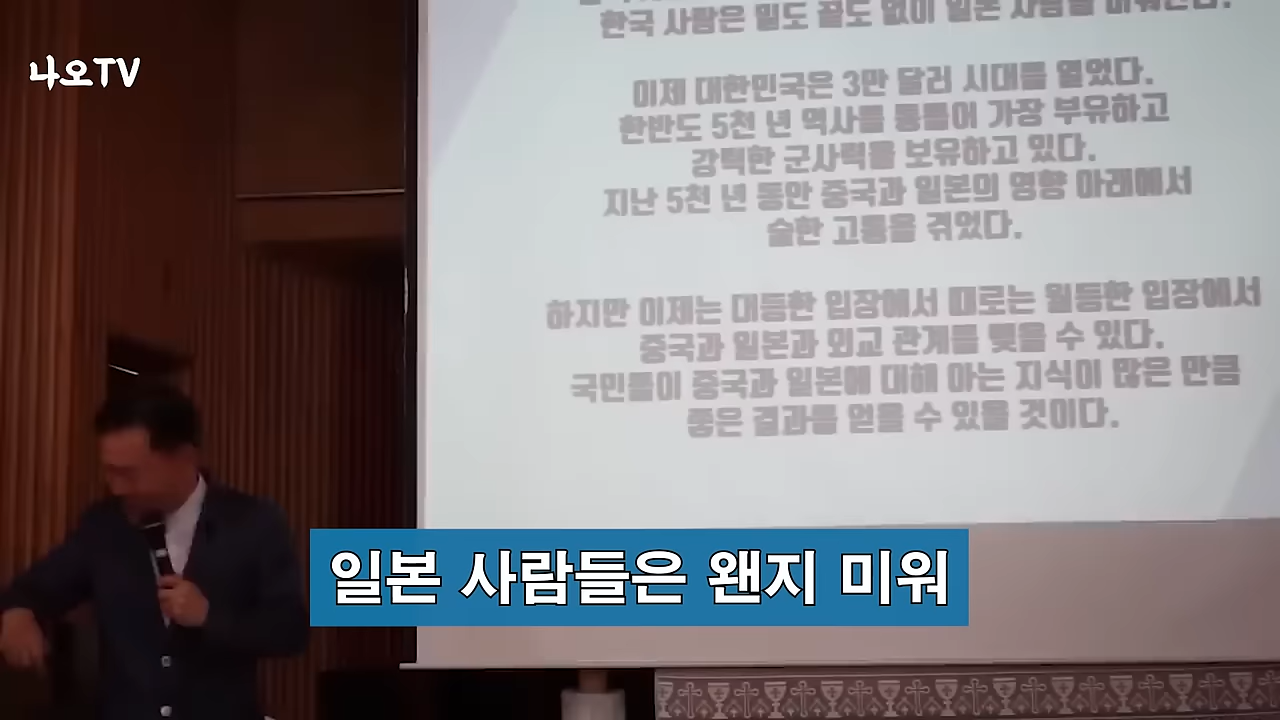 나오TV
한국 사람은 밑도 끝도 없이 일본 사람을 미워한다.
이제 대한민국은 3만 달러 시대를 열었다.
한반도 5천 년 역사를 통틀어 가장 부유하고
강력한 군사력을 보유하고 있다.
지난 5천 년 동안 중국과 일본의 영향 아래에서
숱한 고통을 겪었다.
하지만 이제는 대등한 입장에서 때로는 월등한 입장에서
중국과 일본과 외교 관계를 맺을 수 있다.
국민들이 중국과 일본에 대해 아는 지식이 많은 만큼
좋은 결과를 얻을 수 있을 것이다.
일본 사람들은 왠지 미워